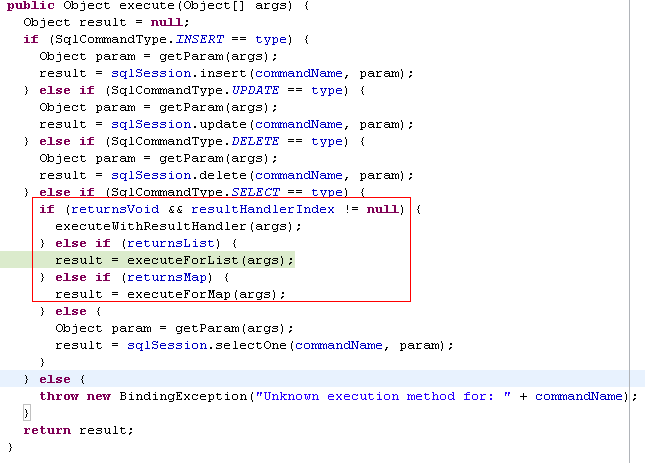 public Object execute(Object[] args) {
  Object result = null;
  if (SqlCommandType.INSERT == type) {
    Object param = getParam(args);
    result = sqlSession.insert(commandName, param);
  } else if (SqlCommandType.UPDATE == type) {
    Object param = getParam(args);
    result = sqlSession.update(commandName, param);
  } else if (SqlCommandType.DELETE == type) {
    Object param = getParam(args);
    result = sqlSession.delete(commandName, param);
  } else if (SqlCommandType.SELECT == type) {
    if (returnsVoid && resultHandlerIndex != null) {
      executeWithResultHandler(args);
    } else if (returnsList) {
      result = executeForList(args);
    } else if (returnsMap) {
      result = executeForMap(args);
    } else {
      Object param = getParam(args);
      result = sqlSession.selectOne(commandName, param);
    }
  } else {
    throw new BindingException("Unknown execution method for: " + commandName);
  }
  return result;
}